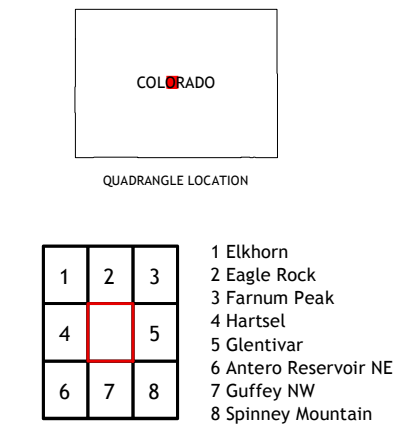 COLORADO
QUADRANGLE LOCATION
1 2 3
4 5
6 7 8
1 Elkhorn
2 Eagle Rock
3 Farnum Peak
4 Hartsel
5 Glentivar
6 Antero Reservoir NE
7 Guffey NW
8 Spinney Mountain